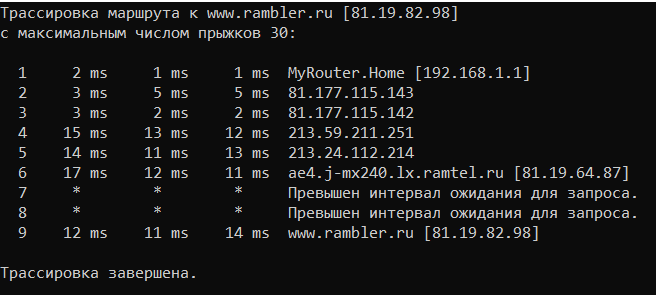 Трассировка маршрута к www.rambler.ru [81.19.82.98]
с максимальным числом прыжков 30:
1 2 ms 1 ms 1 ms MyRouter.Home [192.168.1.1]
2 3 ms 5 ms 5 ms 81.177.115.143
3 3 ms 2 ms 2 ms 81.177.115.142
4 15 ms 13 ms 12 ms 213.59.211.251
5 14 ms 11 ms 13 ms 213.24.112.214
6 17 ms 12 ms 11 ms ae4.j-mx240.lx.ramtel.ru [81.19.64.87]
7 * * * Превышен интервал ожидания для запроса.
8 * * * Превышен интервал ожидания для запроса.
9 12 ms 11 ms 14 ms www.rambler.ru [81.19.82.98]
Трассировка завершена.